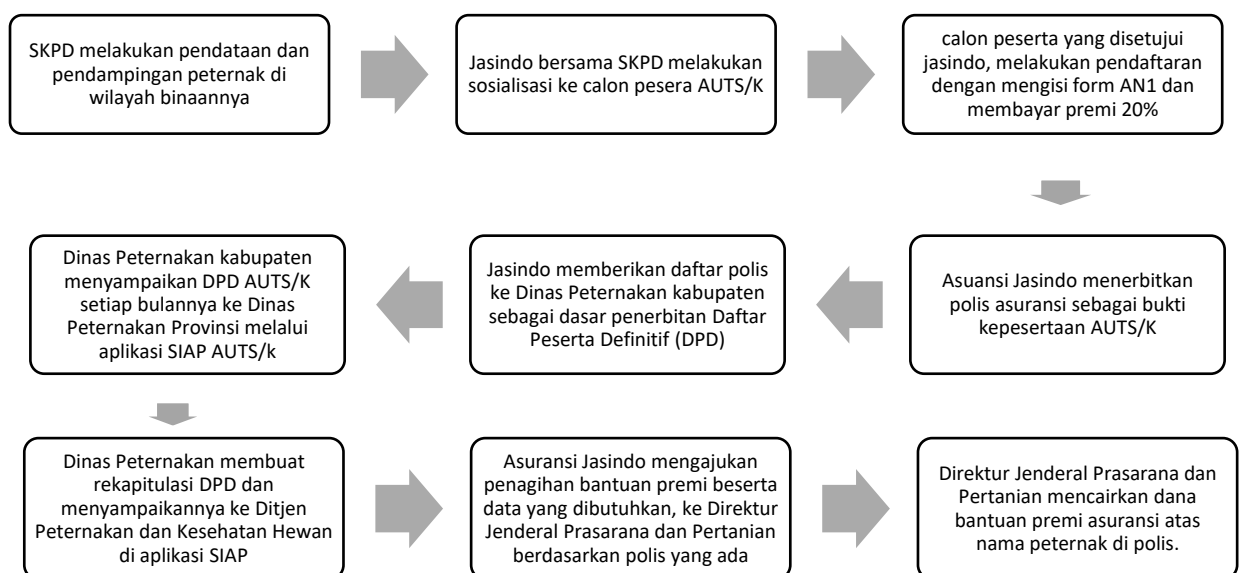 SKPD melakukan pendataan dan
pendampingan peternak di
wilayah binaannya
Jasindo bersama SKPD melakukan
sosialisasi ke calon pesera AUTS/K
calon peserta yang disetujui
jasindo, melakukan pendaftaran
dengan mengisi form AN1 dan
membayar premi 20%
Asuansi Jasindo menerbitkan
polis asuransi sebagai bukti
kepesertaan AUTS/K
Jasindo memberikan daftar polis
ke Dinas Peternakan kabupaten
sebagai dasar penerbitan Daftar
Peserta Definitif (DPD)
Dinas Peternakan kabupaten
menyampaikan DPD AUTS/K
setiap bulannya ke Dinas
Peternakan Provinsi melalui
aplikasi SIAP AUTS/k
Dinas Peternakan membuat
rekapitulasi DPD dan
menyampaikannya ke Ditjen
Peternakan dan Kesehatan Hewan
di aplikasi SIAP
Asuransi Jasindo mengajukan
penagihan bantuan premi beserta
data yang dibutuhkan, ke Direktur
Jenderal Prasarana dan Pertanian
berdasarkan polis yang ada
Direktur Jenderal Prasarana dan
Pertanian mencairkan dana
bantuan premi asuransi atas
nama peternak di polis.